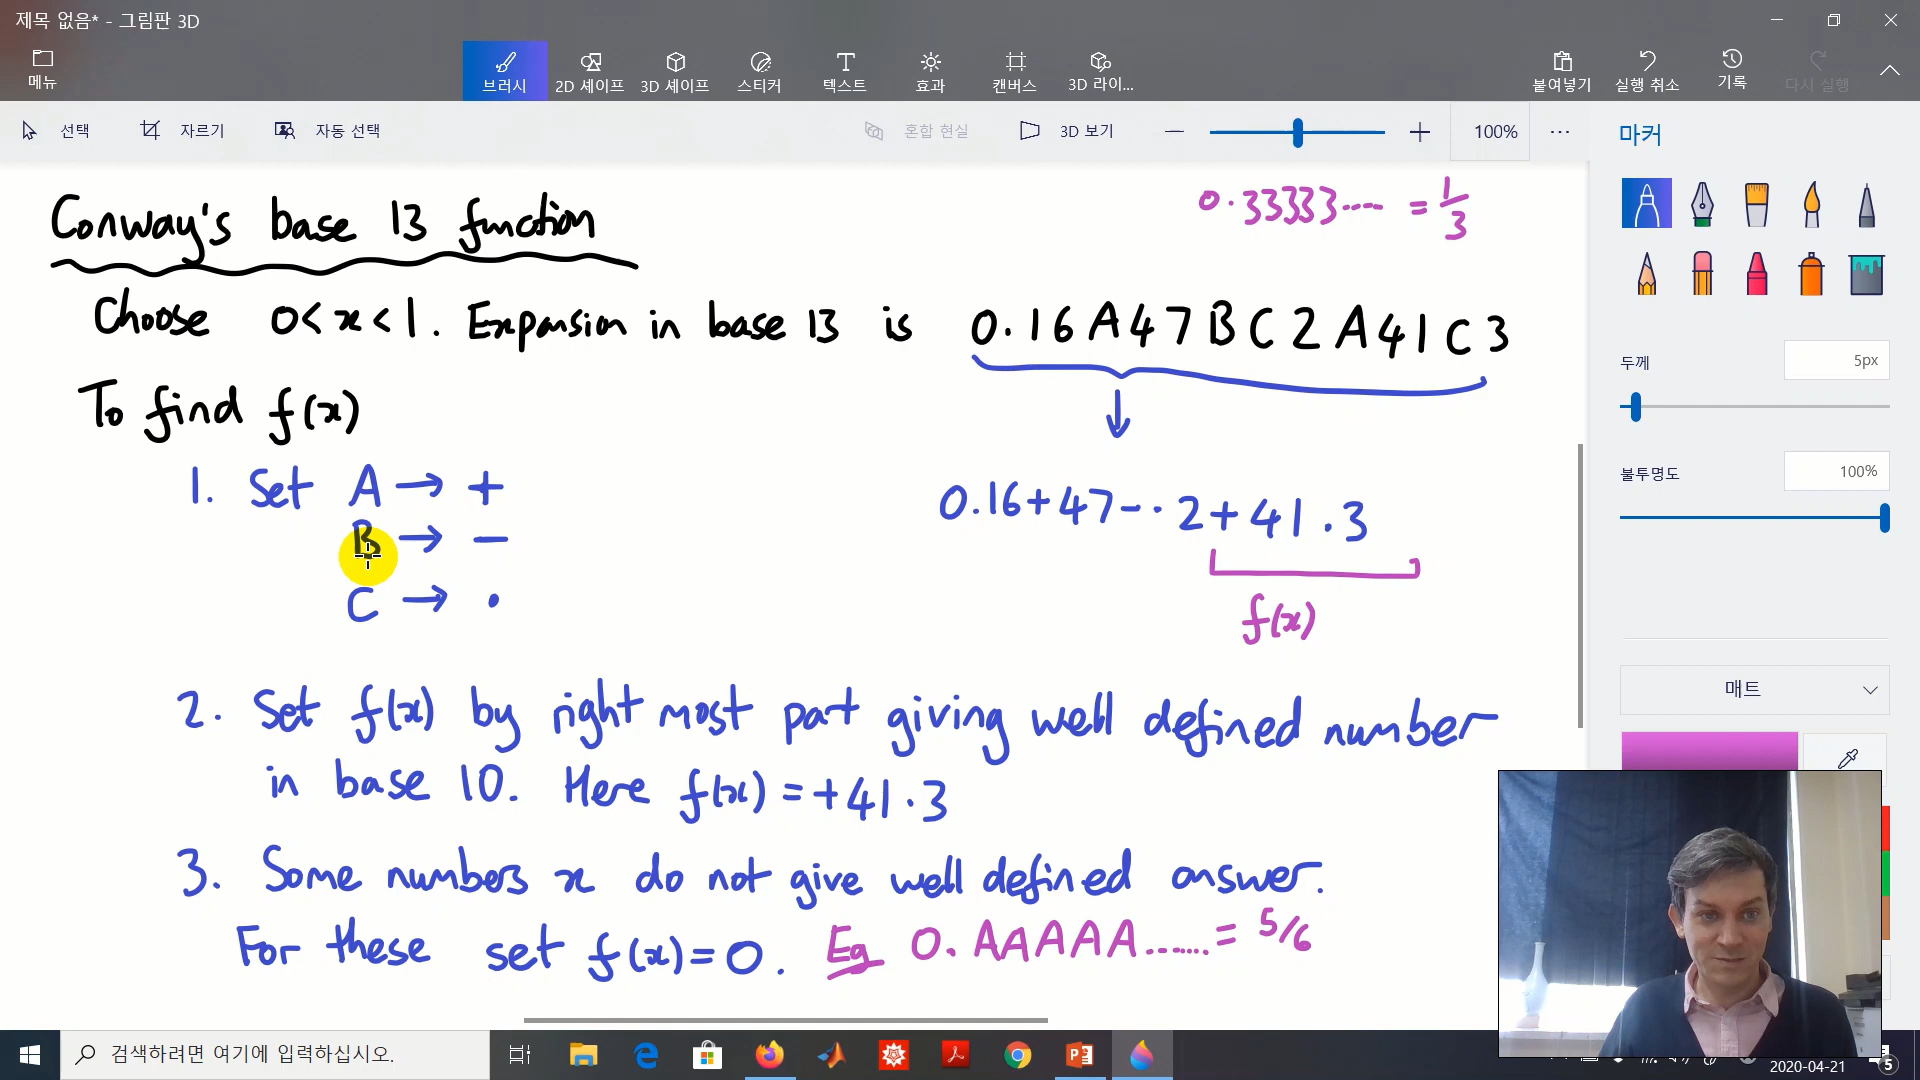 제목 없음* - 그림판 3D
메뉴
브러시
2D 셰이프
3D 셰이프
스티커
텍스트
효과
캔버스
3D 라이...
붙여넣기
실행 취소
기록
다시 실행
선택
자르기
자동 선택
혼합 현실
3D 보기
100%
마커
두께
5px
불투명도
100%
매트
0.33333.... = 1/3
Conway's base 13 function
Choose 0<x<1. Expansion in base 13 is 0.16A47BC2A41C3
To find f(x)
1. Set A → +
B → −
C → .
0.16+47-..2+41.3
f(x)
2. Set f(x) by right most part giving well defined number
in base 10. Here f(x) = +41.3
3. Some numbers x do not give well defined answer.
For these set f(x)=0. Eg 0.AAAAA....... = 5/6
검색하려면 여기에 입력하십시오.
2020-04-21
5